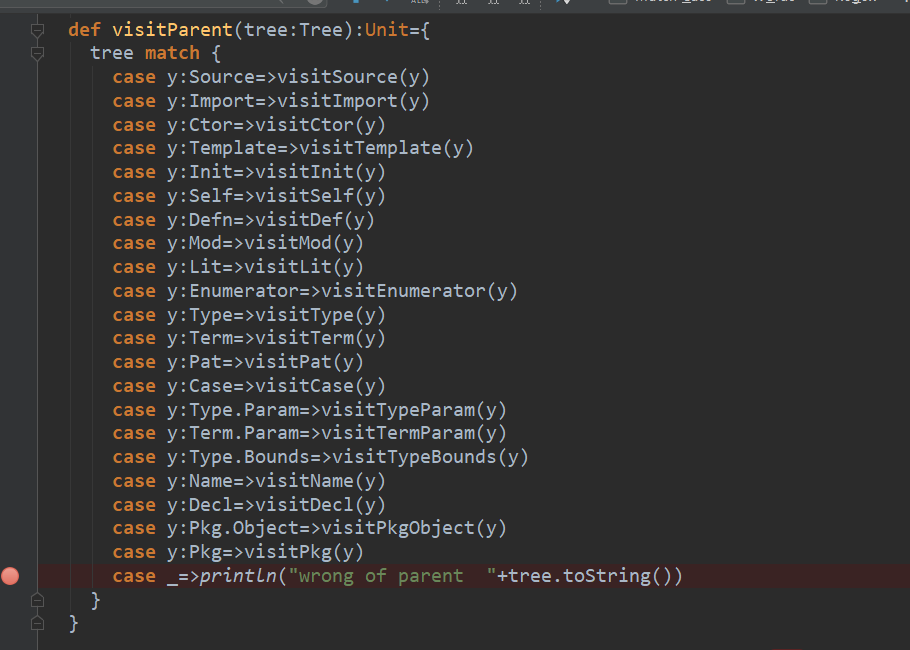 def visitParent(tree:Tree):Unit={
tree match {
case y:Source=>visitSource(y)
case y:Import=>visitImport(y)
case y:Ctor=>visitCtor(y)
case y:Template=>visitTemplate(y)
case y:Init=>visitInit(y)
case y:Self=>visitSelf(y)
case y:Defn=>visitDef(y)
case y:Mod=>visitMod(y)
case y:Lit=>visitLit(y)
case y:Enumerator=>visitEnumerator(y)
case y:Type=>visitType(y)
case y:Term=>visitTerm(y)
case y:Pat=>visitPat(y)
case y:Case=>visitCase(y)
case y:Type.Param=>visitTypeParam(y)
case y:Term.Param=>visitTermParam(y)
case y:Type.Bounds=>visitTypeBounds(y)
case y:Name=>visitName(y)
case y:Decl=>visitDecl(y)
case y:Pkg.Object=>visitPkgObject(y)
case y:Pkg=>visitPkg(y)
case _=>println("wrong of parent  "+tree.toString())
}
}